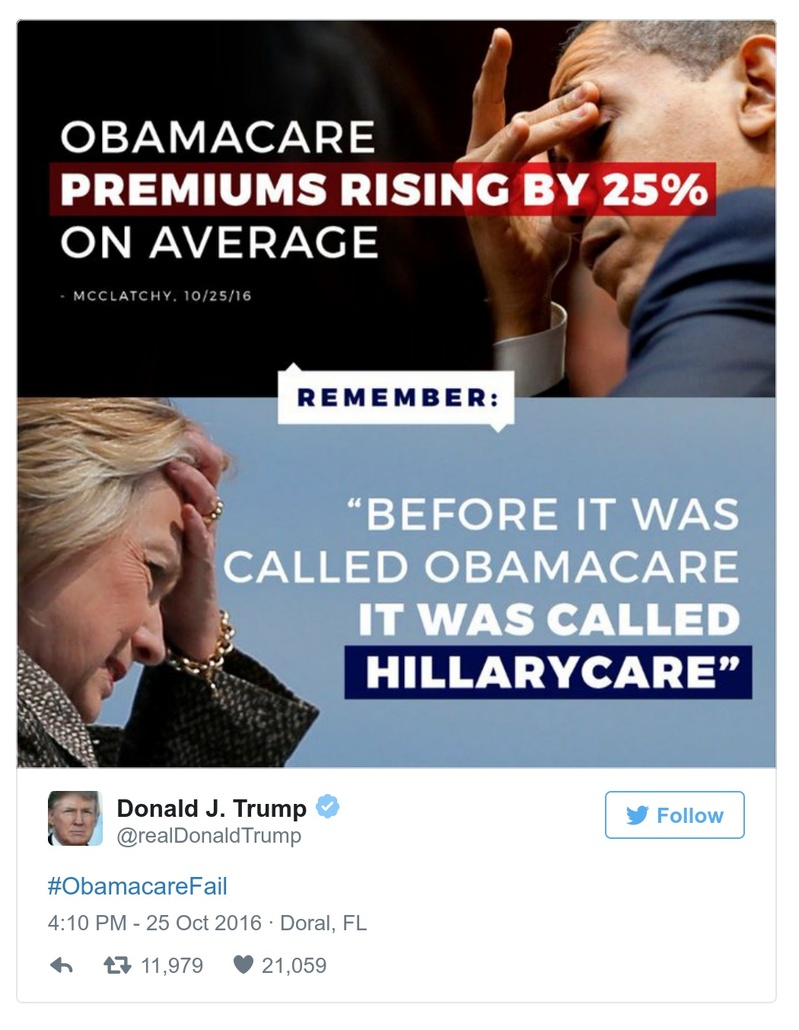 OBAMACARE
PREMIUMS RISING BY 25%
ON AVERAGE
- MCCLATCHY, 10/25/16
REMEMBER:
“BEFORE IT WAS
CALLED OBAMACARE
IT WAS CALLED
HILLARYCARE”
Donald J. Trump
@realDonaldTrump
Follow
#ObamacareFail
4:10 PM - 25 Oct 2016 · Doral, FL
11,979 21,059